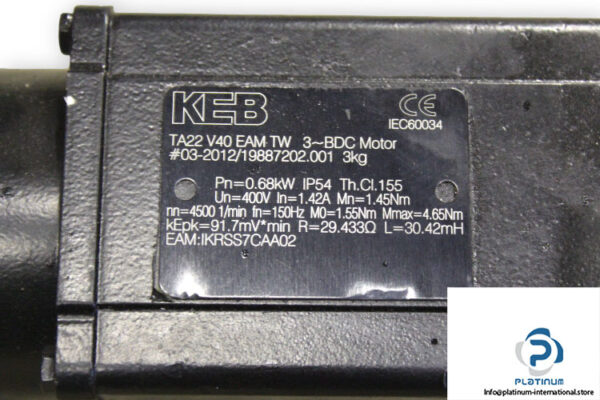 KEB CE
IEC60034
TA22 V40 EAM TW 3~BDC Motor
#03-2012/19887202.001 3kg
Pn=0.68kW IP54 Th.Cl.155
Un=400V In=1.42A Mn=1.45Nm
nn=4500 1/min fn=150Hz M0=1.55Nm Mmax=4.65Nm
kEpk=91.7mV*min R=29.433Ω L=30.42mH
EAM:IKRSS7CAA02
PLATINUM
Info@platinum-international.store